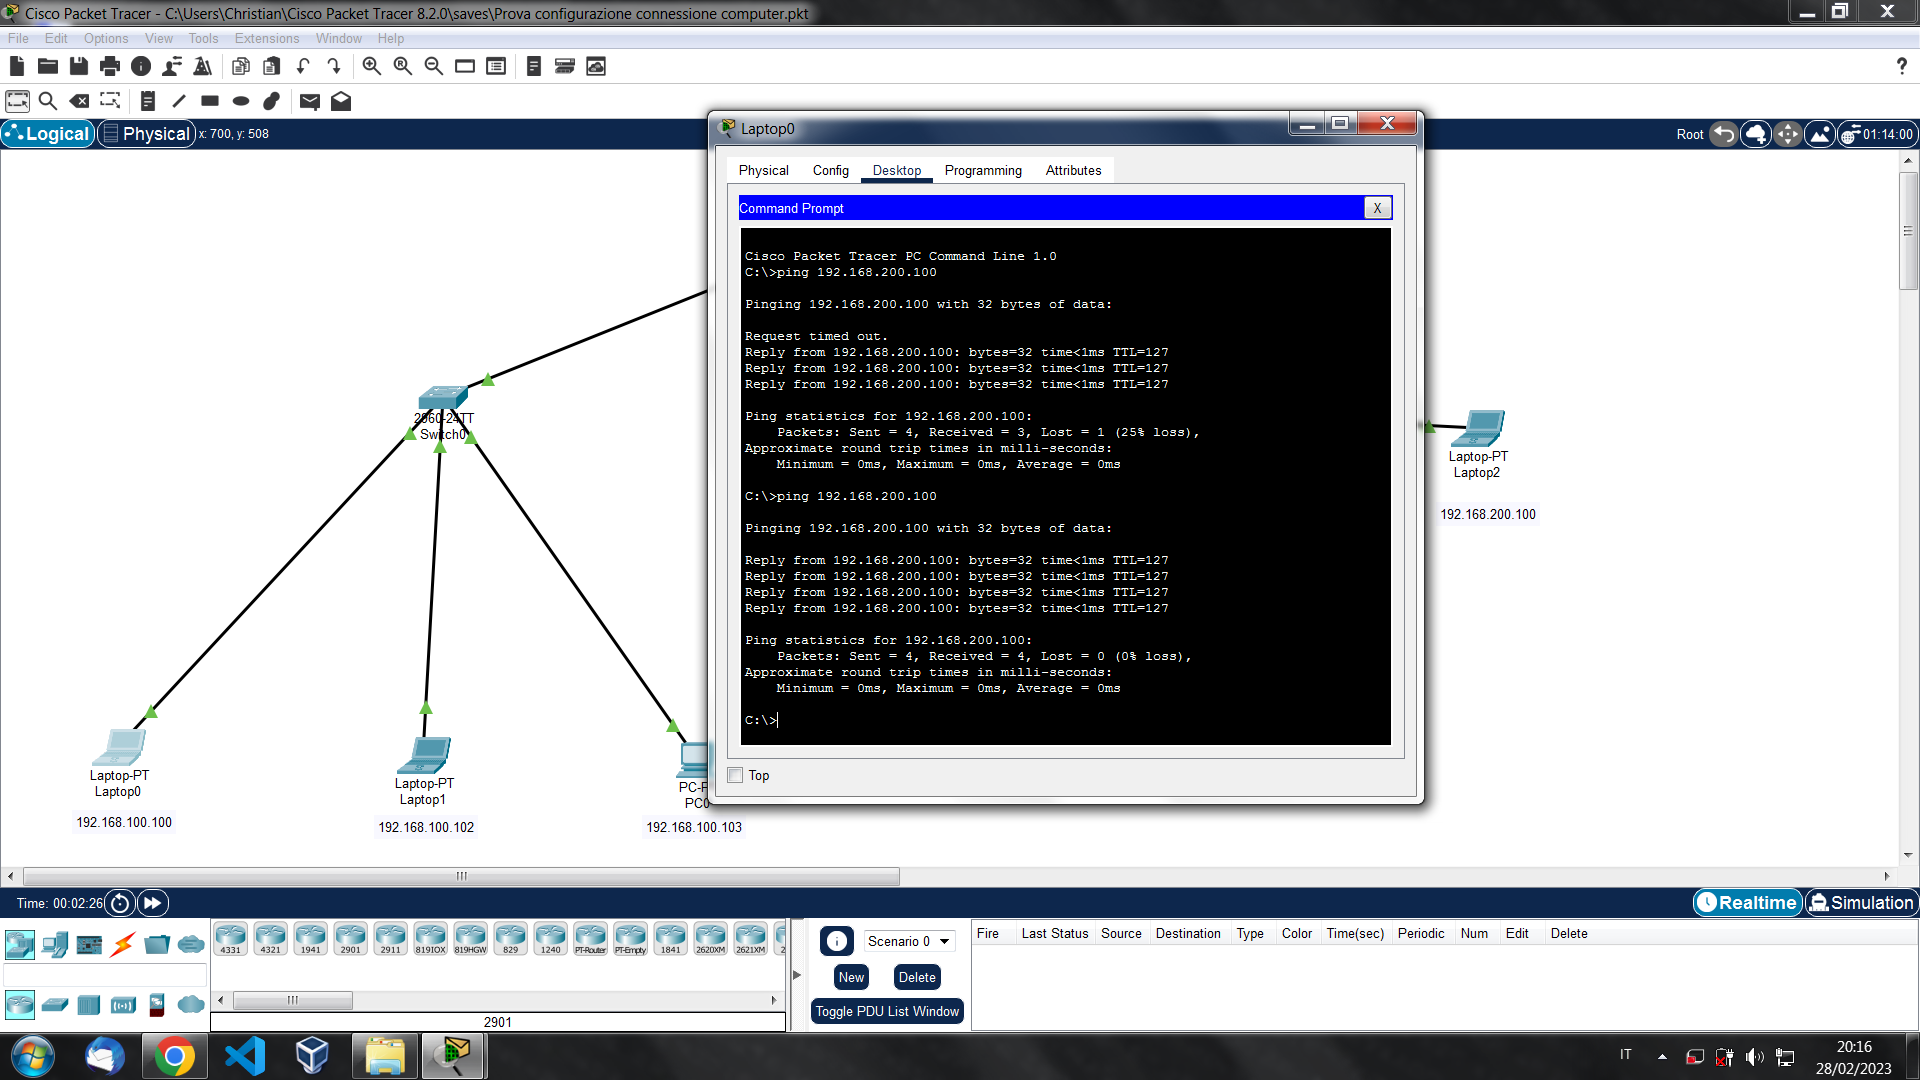 Cisco Packet Tracer - C:\Users\Christian\Cisco Packet Tracer 8.2.0\saves\Prova configurazione connessione computer.pkt
File Edit Options View Tools Extensions Window Help
?
Logical Physical x: 700, y: 508
Root 01:14:00
Laptop0
Physical Config Desktop Programming Attributes
Command Prompt
X
Cisco Packet Tracer PC Command Line 1.0
C:\>ping 192.168.200.100
Pinging 192.168.200.100 with 32 bytes of data:
Request timed out.
Reply from 192.168.200.100: bytes=32 time<1ms TTL=127
Reply from 192.168.200.100: bytes=32 time<1ms TTL=127
Reply from 192.168.200.100: bytes=32 time<1ms TTL=127
Ping statistics for 192.168.200.100:
Packets: Sent = 4, Received = 3, Lost = 1 (25% loss),
Approximate round trip times in milli-seconds:
Minimum = 0ms, Maximum = 0ms, Average = 0ms
C:\>ping 192.168.200.100
Pinging 192.168.200.100 with 32 bytes of data:
Reply from 192.168.200.100: bytes=32 time<1ms TTL=127
Reply from 192.168.200.100: bytes=32 time<1ms TTL=127
Reply from 192.168.200.100: bytes=32 time<1ms TTL=127
Reply from 192.168.200.100: bytes=32 time<1ms TTL=127
Ping statistics for 192.168.200.100:
Packets: Sent = 4, Received = 4, Lost = 0 (0% loss),
Approximate round trip times in milli-seconds:
Minimum = 0ms, Maximum = 0ms, Average = 0ms
C:\>
Top
2960-24TT
Switch0
Laptop-PT
Laptop2
192.168.200.100
Laptop-PT
Laptop0
192.168.100.100
Laptop-PT
Laptop1
192.168.100.102
PC-P
PC0
192.168.100.103
Time: 00:02:26
Realtime Simulation
4331 4321 1941 2901 2911 819IOX 819HGW 829 1240 PT-Router PT-Empty 1841 2620XM 2621XM 2
2901
Scenario 0
New Delete
Toggle PDU List Window
Fire Last Status Source Destination Type Color Time(sec) Periodic Num Edit Delete
IT
20:16
28/02/2023